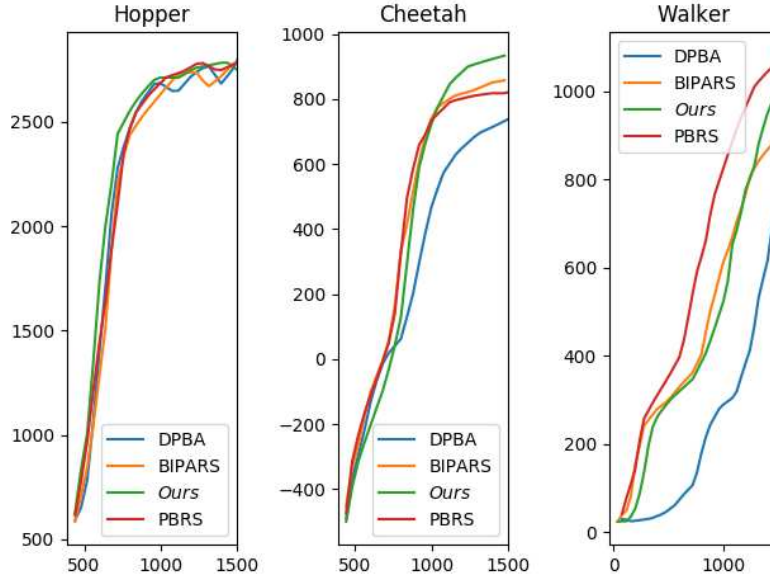 Hopper
2500
2000
1500
1000
500
500
1000
1500
DPBA
BIPARS
Ours
PBRS
Cheetah
1000
800
600
400
200
0
−200
−400
500
1000
1500
DPBA
BIPARS
Ours
PBRS
Walker
1000
800
600
400
200
0
0
1000
DPBA
BIPARS
Ours
PBRS